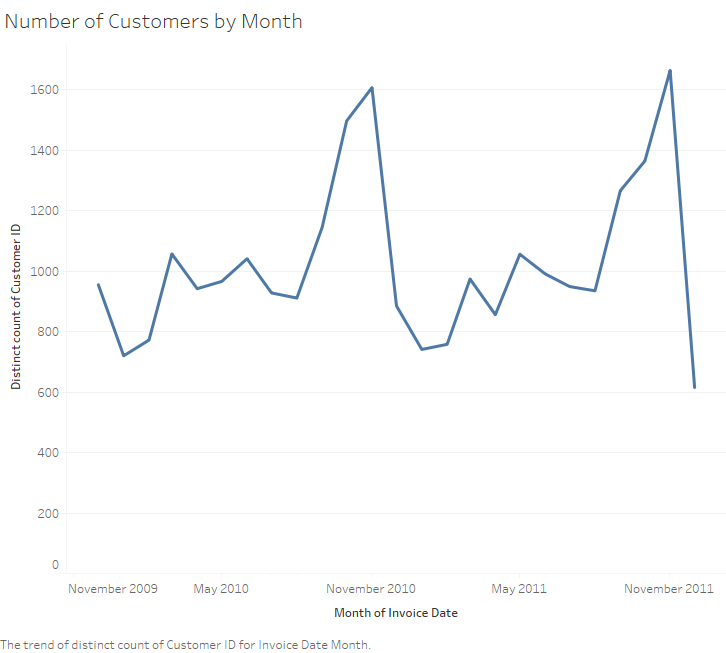 Number of Customers by Month
1600
1400
1200
1000
800
600
400
200
0
Distinct count of Customer ID
November 2009 May 2010 November 2010 May 2011 November 2011
Month of Invoice Date
The trend of distinct count of Customer ID for Invoice Date Month.